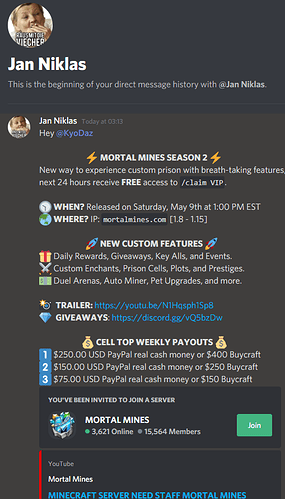 RAUS MIT DIE
VIECHER
Jan Niklas
This is the beginning of your direct message history with @Jan Niklas.
Jan Niklas Today at 03:13
Hey @KyoDaz
MORTAL MINES SEASON 2
New way to experience custom prison with breath-taking features,
next 24 hours receive FREE access to /claim VIP.
WHEN? Released on Saturday, May 9th at 1:00 PM EST
WHERE? IP: mortalmines.com [1.8 - 1.15]
NEW CUSTOM FEATURES
Daily Rewards, Giveaways, Key Alls, and Events.
Custom Enchants, Prison Cells, Plots, and Prestiges.
Duel Arenas, Auto Miner, Pet Upgrades, and more.
TRAILER: https://youtu.be/N1Hqsph1Sp8
GIVEAWAYS: https://discord.gg/vQ5bzDw
CELL TOP WEEKLY PAYOUTS
1 $250.00 USD PayPal real cash money or $400 Buycraft
2 $150.00 USD PayPal real cash money or $250 Buycraft
3 $75.00 USD PayPal real cash money or $150 Buycraft
YOU'VE BEEN INVITED TO JOIN A SERVER
MORTAL MINES
3,621 Online 15,564 Members
Join
YouTube
Mortal Mines
MINECRAFT SERVER NEED STAFF MORTAL MINES